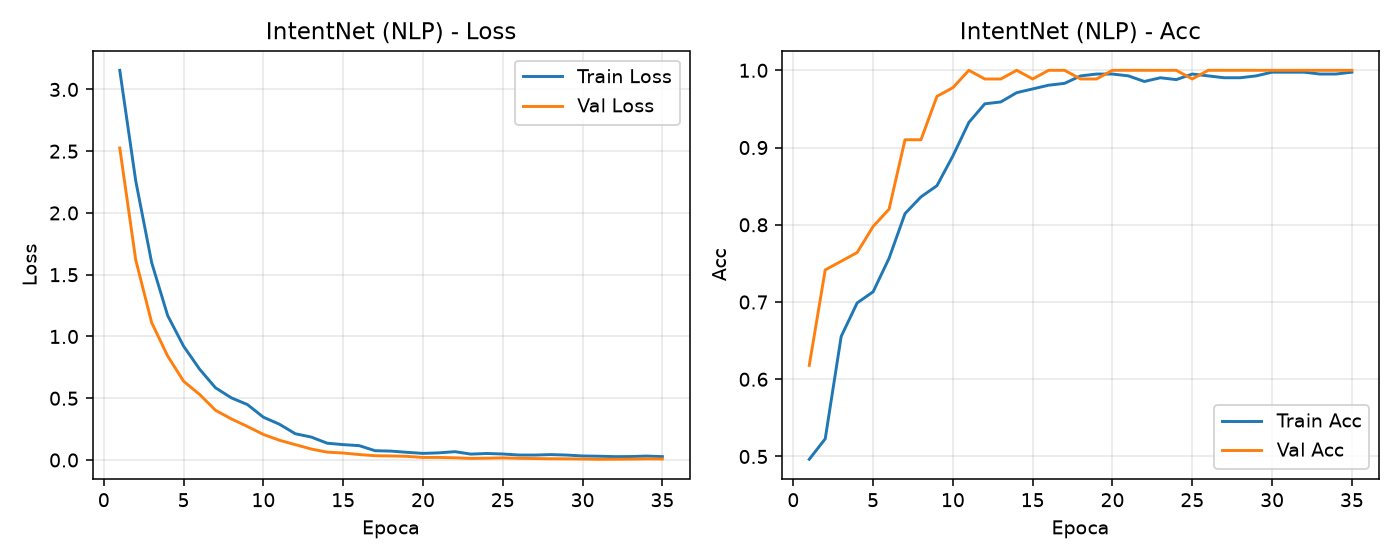 IntentNet (NLP) - Loss
3.0
2.5
2.0
1.5
1.0
0.5
0.0
Loss
Train Loss
Val Loss
0 5 10 15 20 25 30 35
Epoca
IntentNet (NLP) - Acc
1.0
0.9
0.8
0.7
0.6
0.5
Acc
Train Acc
Val Acc
0 5 10 15 20 25 30 35
Epoca